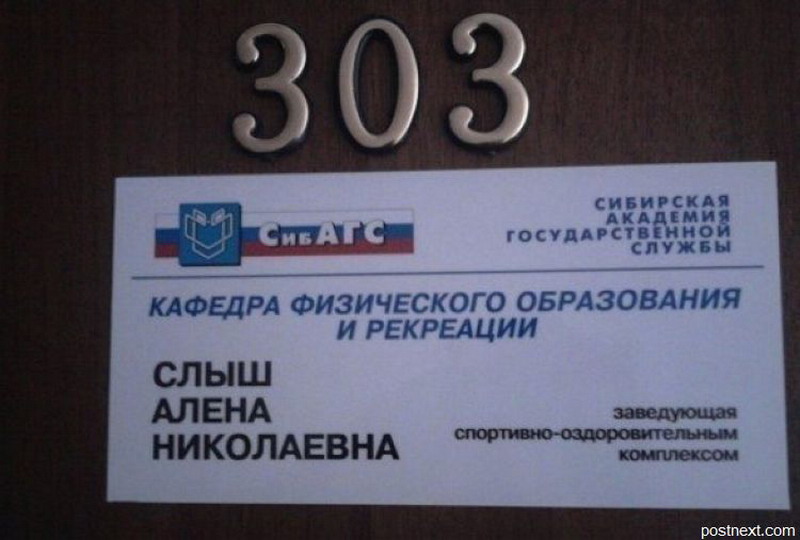 303
СибАГС
СИБИРСКАЯ
АКАДЕМИЯ
ГОСУДАРСТВЕННОЙ
СЛУЖБЫ
КАФЕДРА ФИЗИЧЕСКОГО ОБРАЗОВАНИЯ
И РЕКРЕАЦИИ
СЛЫШ
АЛЕНА
НИКОЛАЕВНА
заведующая
спортивно-оздоровительным
комплексом
postnext.com